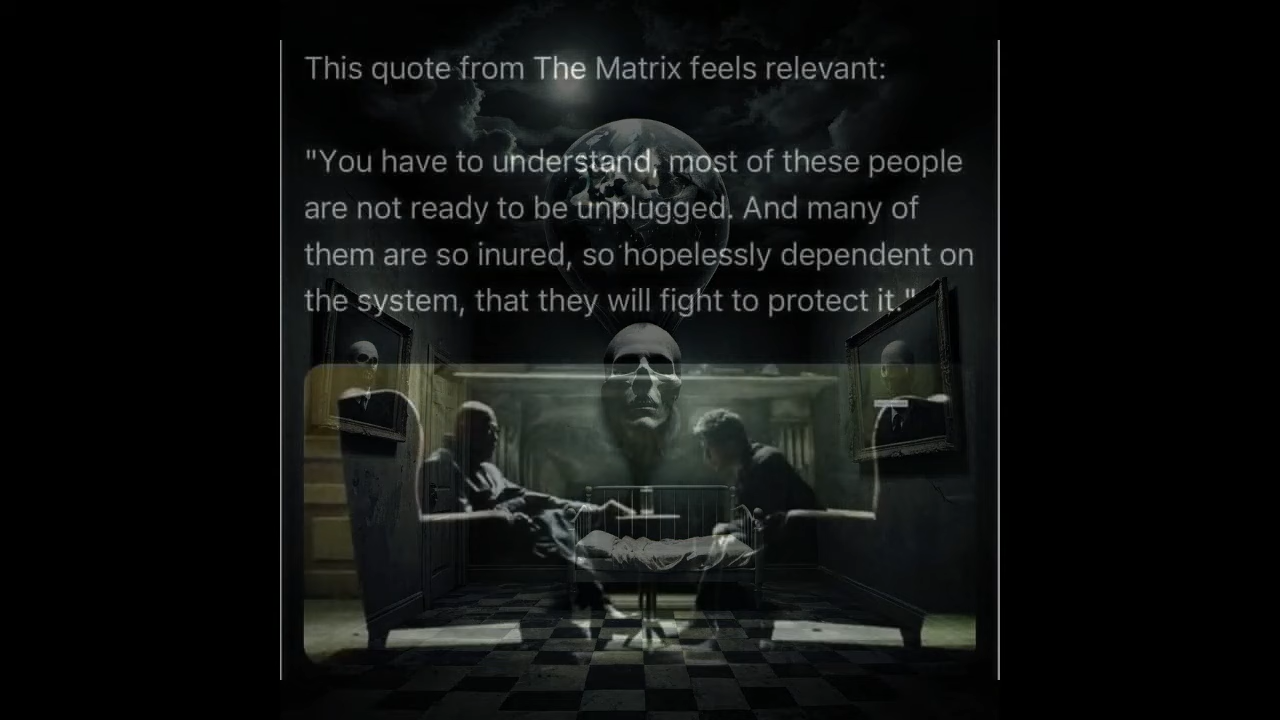 This quote from The Matrix feels relevant:
"You have to understand, most of these people
are not ready to be unplugged. And many of
them are so inured, so hopelessly dependent on
the system, that they will fight to protect it."